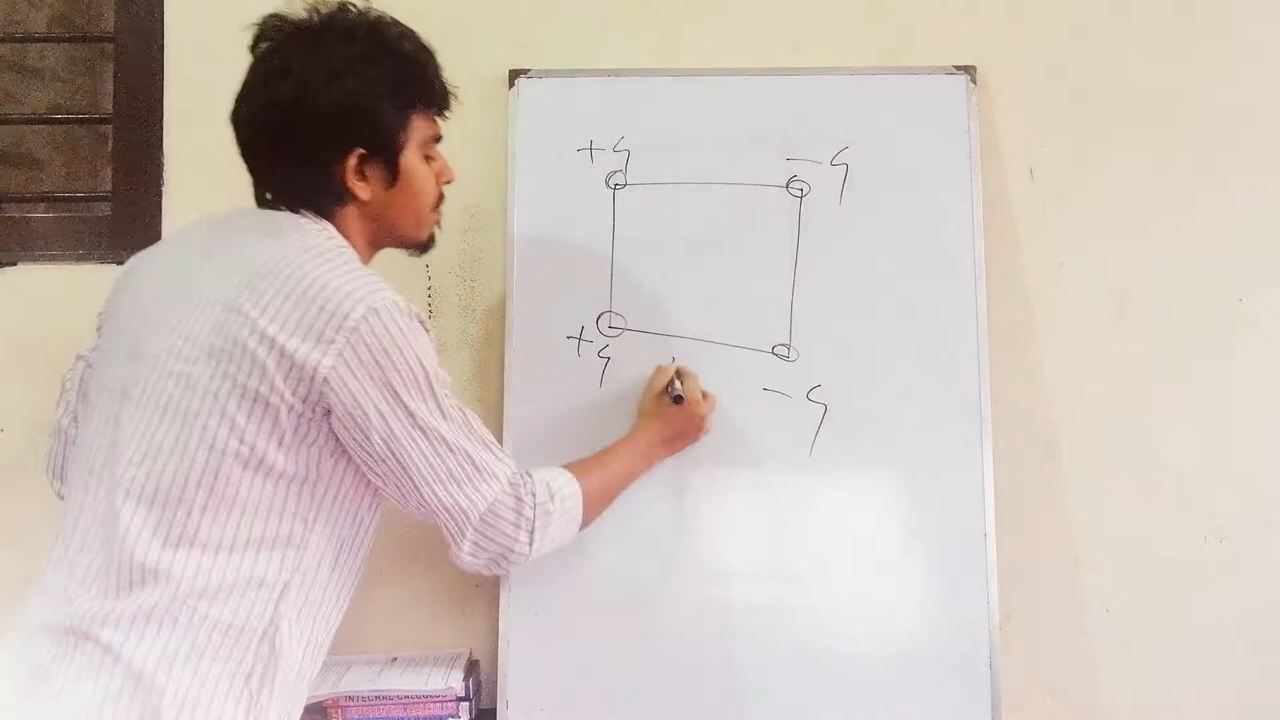 +q
-q
+q
-q
INTEGRAL CALCULUS
DIFFERENTIAL CALCULUS